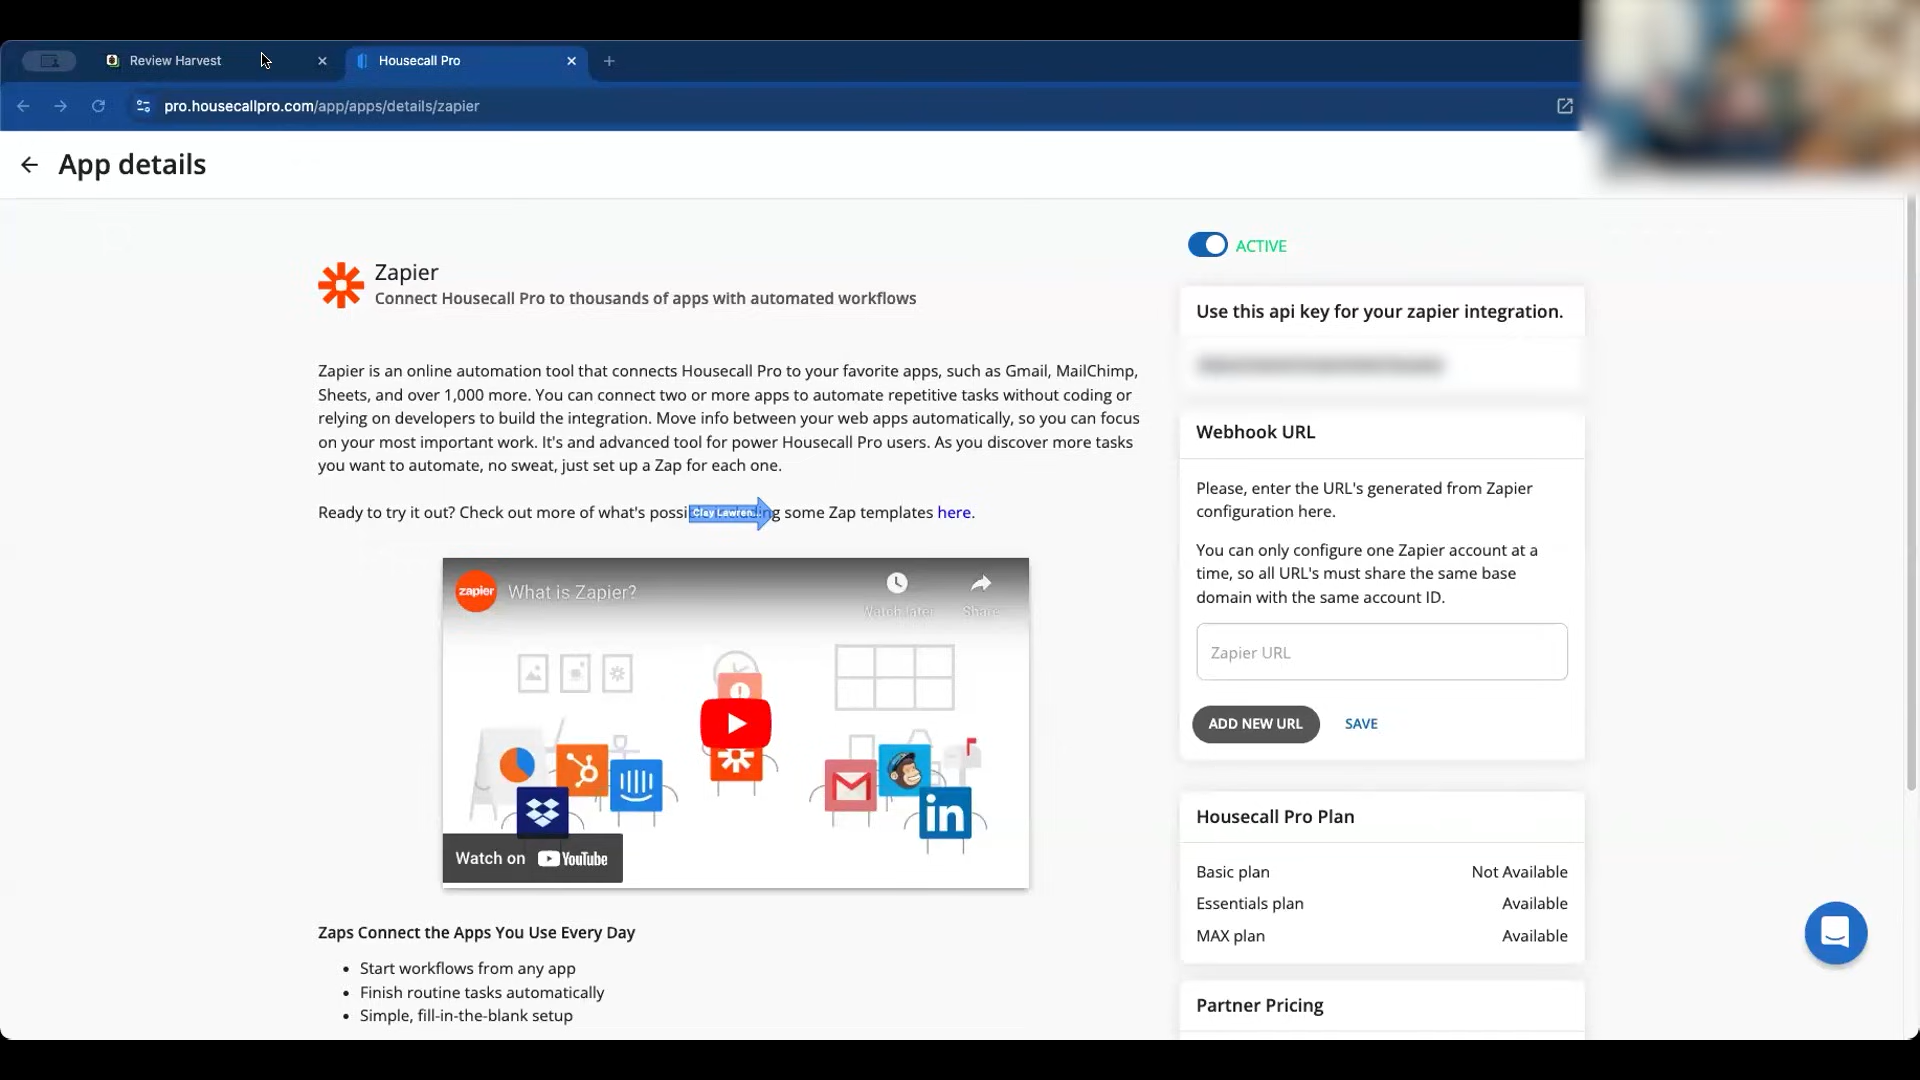 Review Harvest
Housecall Pro
pro.housecallpro.com/app/apps/details/zapier
App details
Zapier
Connect Housecall Pro to thousands of apps with automated workflows
Zapier is an online automation tool that connects Housecall Pro to your favorite apps, such as Gmail, MailChimp,
Sheets, and over 1,000 more. You can connect two or more apps to automate repetitive tasks without coding or
relying on developers to build the integration. Move info between your web apps automatically, so you can focus
on your most important work. It's and advanced tool for power Housecall Pro users. As you discover more tasks
you want to automate, no sweat, just set up a Zap for each one.
Ready to try it out? Check out more of what's some Zap templates here.
Clay Lawren...
zapier
What is Zapier?
Watch later
Share
in
Watch on YouTube
Zaps Connect the Apps You Use Every Day
• Start workflows from any app
• Finish routine tasks automatically
• Simple, fill-in-the-blank setup
ACTIVE
Use this api key for your zapier integration.
Webhook URL
Please, enter the URL's generated from Zapier
configuration here.
You can only configure one Zapier account at a
time, so all URL's must share the same base
domain with the same account ID.
Zapier URL
ADD NEW URL
SAVE
Housecall Pro Plan
Basic plan Not Available
Essentials plan Available
MAX plan Available
Partner Pricing